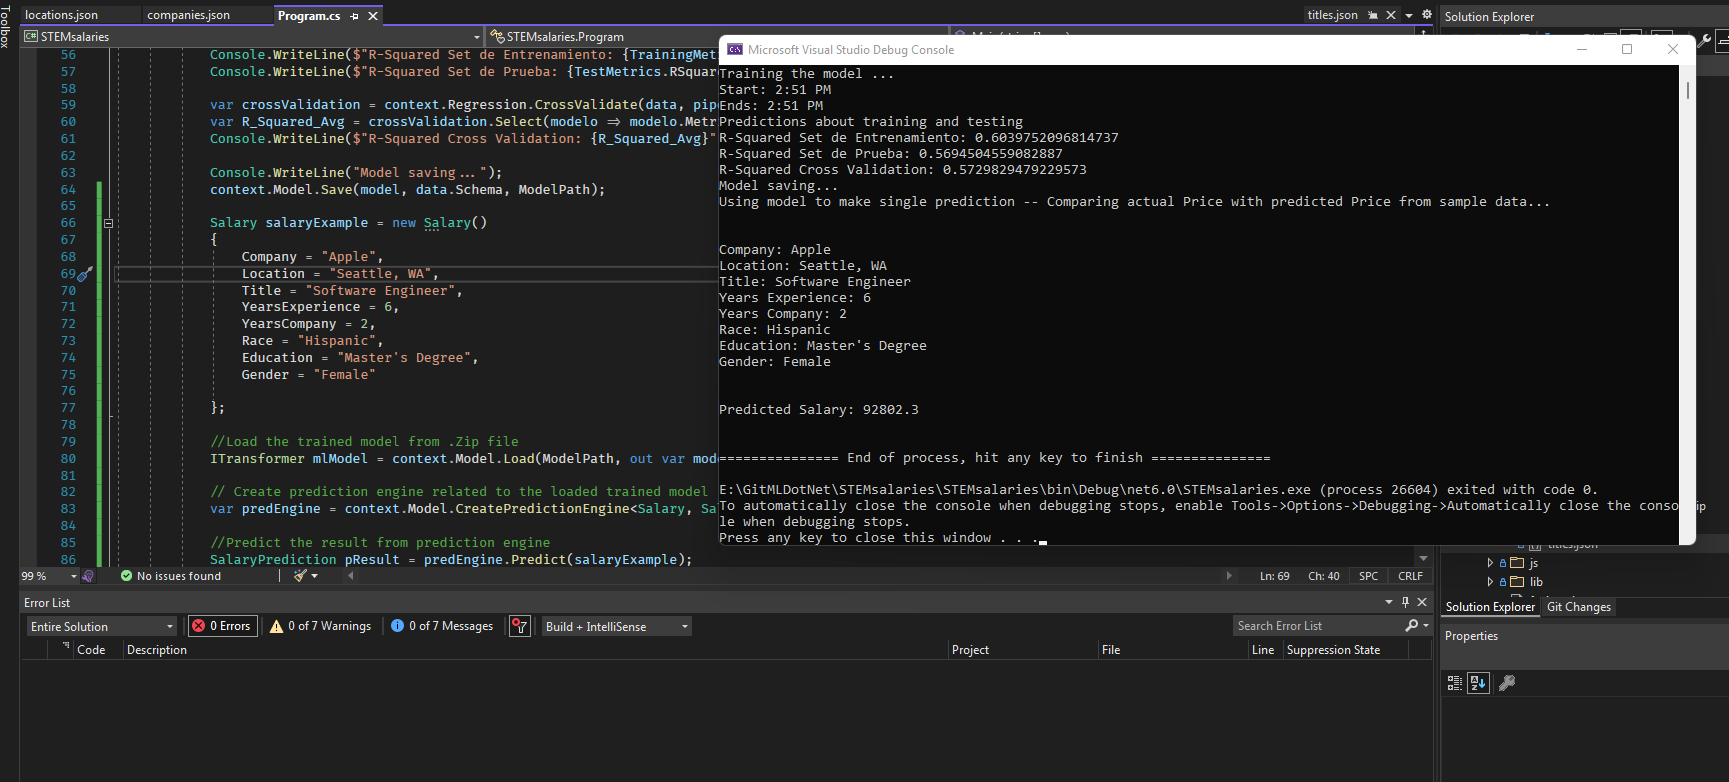 Toolbox
locations.json
companies.json
Program.cs
titles.json
Solution Explorer
C# STEMsalaries
STEMsalaries.Program
56 Console.WriteLine($"R-Squared Set de Entrenamiento: {TrainingMet
57 Console.WriteLine($"R-Squared Set de Prueba: {TestMetrics.RSquar
58
59 var crossValidation = context.Regression.CrossValidate(data, pip
60 var R_Squared_Avg = crossValidation.Select(modelo => modelo.Metr
61 Console.WriteLine($"R-Squared Cross Validation: {R_Squared_Avg}"
62
63 Console.WriteLine("Model saving...");
64 context.Model.Save(model, data.Schema, ModelPath);
65
66 Salary salaryExample = new Salary()
67 {
68 Company = "Apple",
69 Location = "Seattle, WA",
70 Title = "Software Engineer",
71 YearsExperience = 6,
72 YearsCompany = 2,
73 Race = "Hispanic",
74 Education = "Master's Degree",
75 Gender = "Female"
76
77 };
78
79 //Load the trained model from .Zip file
80 ITransformer mlModel = context.Model.Load(ModelPath, out var mod
81
82 // Create prediction engine related to the loaded trained model
83 var predEngine = context.Model.CreatePredictionEngine<Salary, Sa
84
85 //Predict the result from prediction engine
86 SalaryPrediction pResult = predEngine.Predict(salaryExample);
Microsoft Visual Studio Debug Console
Training the model ...
Start: 2:51 PM
Ends: 2:51 PM
Predictions about training and testing
R-Squared Set de Entrenamiento: 0.6039752096814737
R-Squared Set de Prueba: 0.5694504559082887
R-Squared Cross Validation: 0.5729829479229573
Model saving...
Using model to make single prediction -- Comparing actual Price with predicted Price from sample data...
Company: Apple
Location: Seattle, WA
Title: Software Engineer
Years Experience: 6
Years Company: 2
Race: Hispanic
Education: Master's Degree
Gender: Female
Predicted Salary: 92802.3
=============== End of process, hit any key to finish ===============
E:\GitMLDotNet\STEMsalaries\STEMsalaries\bin\Debug\net6.0\STEMsalaries.exe (process 26604) exited with code 0.
To automatically close the console when debugging stops, enable Tools->Options->Debugging->Automatically close the conso
le when debugging stops.
Press any key to close this window . . .
ip
titles.json
js
lib
99 %
No issues found
Ln: 69 Ch: 40 SPC CRLF
Solution Explorer Git Changes
Error List
Entire Solution
0 Errors
0 of 7 Warnings
0 of 7 Messages
Build + IntelliSense
Search Error List
Code Description Project File Line Suppression State
Properties